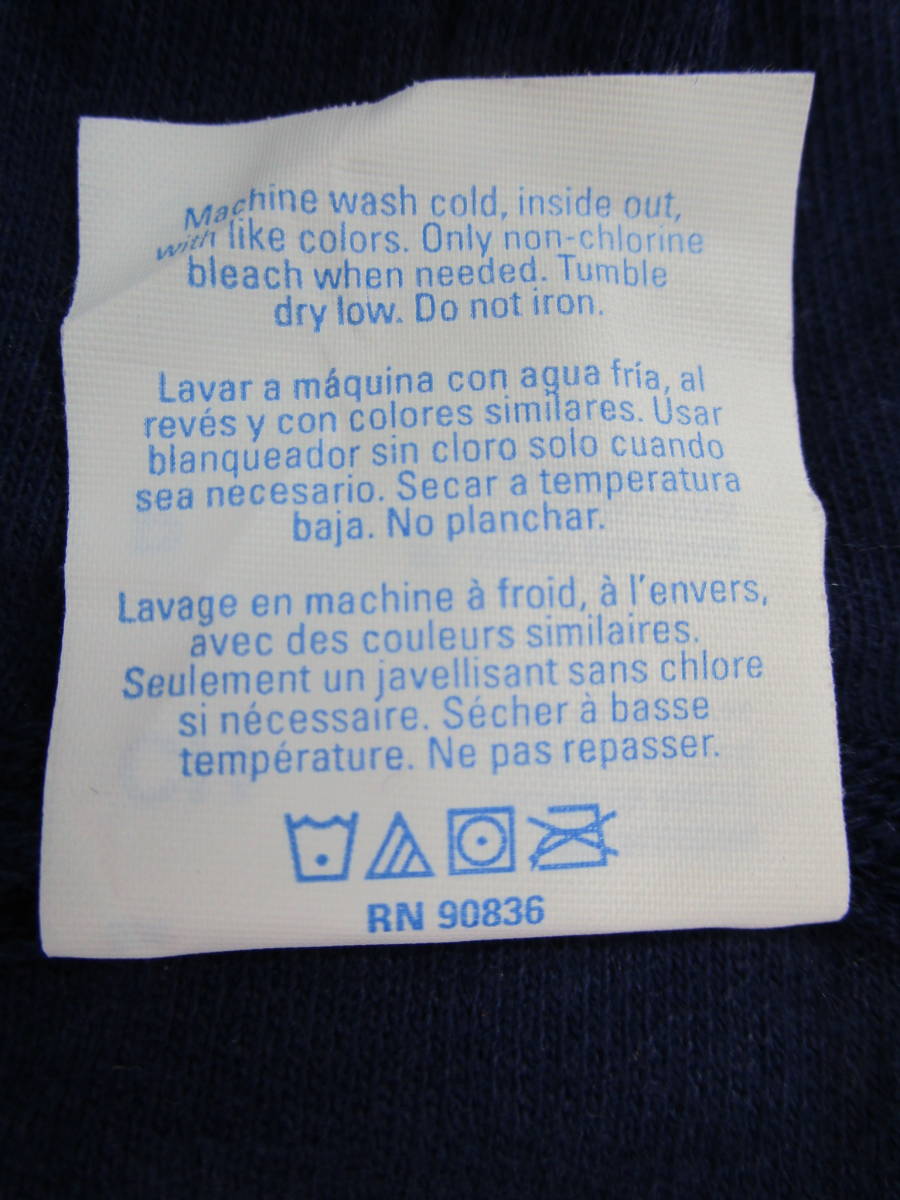 Machine wash cold, inside out,
with like colors. Only non-chlorine
bleach when needed. Tumble
dry low. Do not iron.
Lavar a máquina con agua fría, al
revés y con colores similares. Usar
blanqueador sin cloro solo cuando
sea necesario. Secar a temperatura
baja. No planchar.
Lavage en machine à froid, à l'envers,
avec des couleurs similaires.
Seulement un javellisant sans chlore
si nécessaire. Sécher à basse
température. Ne pas repasser.
RN 90836